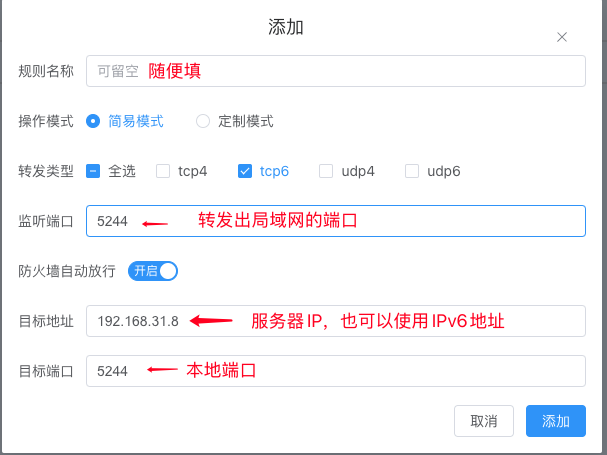 添加
规则名称 可留空 随便填
操作模式 简易模式 定制模式
转发类型 全选 tcp4 tcp6 udp4 udp6
监听端口 5244 转发出局域网的端口
防火墙自动放行 开启
目标地址 192.168.31.8 服务器IP，也可以使用IPv6地址
目标端口 5244 本地端口
取消 添加